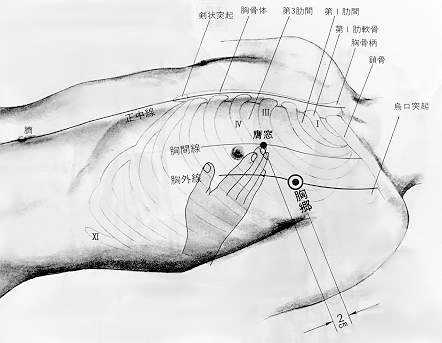 剣状突起
胸骨体
第3肋間
第1肋間
第1肋軟骨
胸骨柄
鎖骨
烏口突起
臍
正中線
Ⅳ
Ⅲ
Ⅰ
膺窓
胸間線
胸外線
胸郷
Ⅺ
2cm